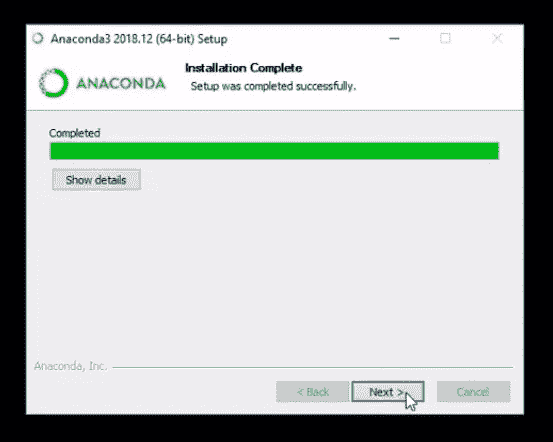 Anaconda3 2018.12 (64-bit) Setup
ANACONDA
Installation Complete
Setup was completed successfully.
Completed
Show details
Anaconda, Inc.
< Back
Next >
Cancel